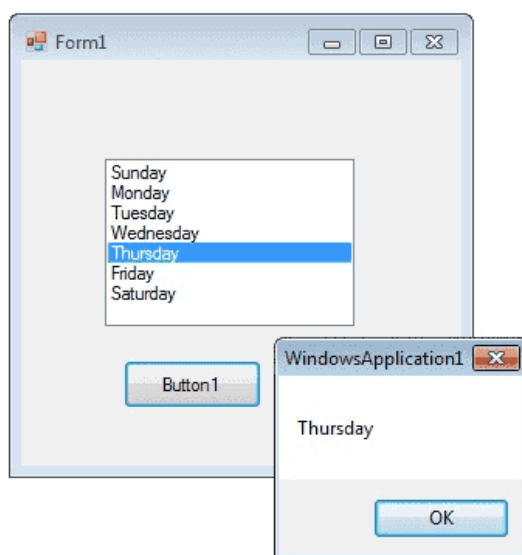 Form1
Sunday
Monday
Tuesday
Wednesday
Thursday
Friday
Saturday
Button1
WindowsApplication1
Thursday
OK